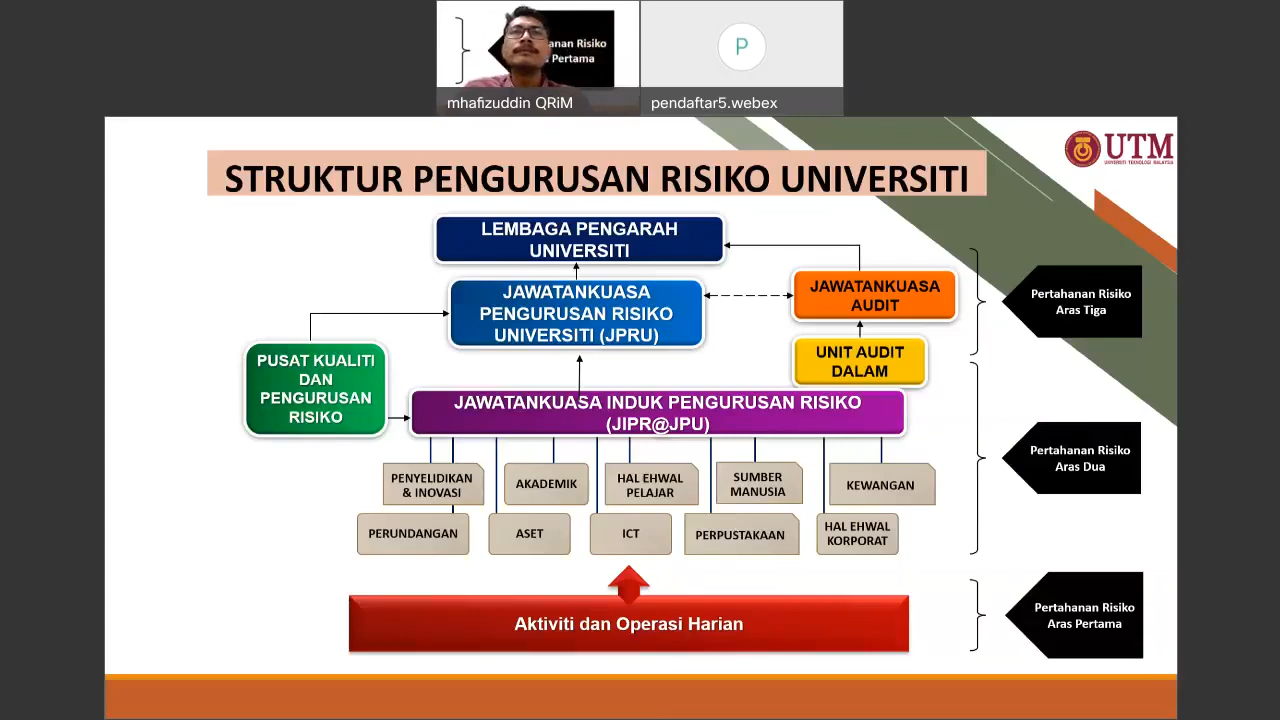 anan Risiko
Pertama
mhafizuddin QRiM
P
pendaftar5.webex
UTM
UNIVERSITI TEKNOLOGI MALAYSIA
STRUKTUR PENGURUSAN RISIKO UNIVERSITI
LEMBAGA PENGARAH
UNIVERSITI
JAWATANKUASA
PENGURUSAN RISIKO
UNIVERSITI (JPRU)
JAWATANKUASA
AUDIT
Pertahanan Risiko
Aras Tiga
UNIT AUDIT
DALAM
PUSAT KUALITI
DAN
PENGURUSAN
RISIKO
JAWATANKUASA INDUK PENGURUSAN RISIKO
(JIPR@JPU)
Pertahanan Risiko
Aras Dua
PENYELIDIKAN
& INOVASI
AKADEMIK
HAL EHWAL
PELAJAR
SUMBER
MANUSIA
KEWANGAN
PERUNDANGAN
ASET
ICT
PERPUSTAKAAN
HAL EHWAL
KORPORAT
Aktiviti dan Operasi Harian
Pertahanan Risiko
Aras Pertama